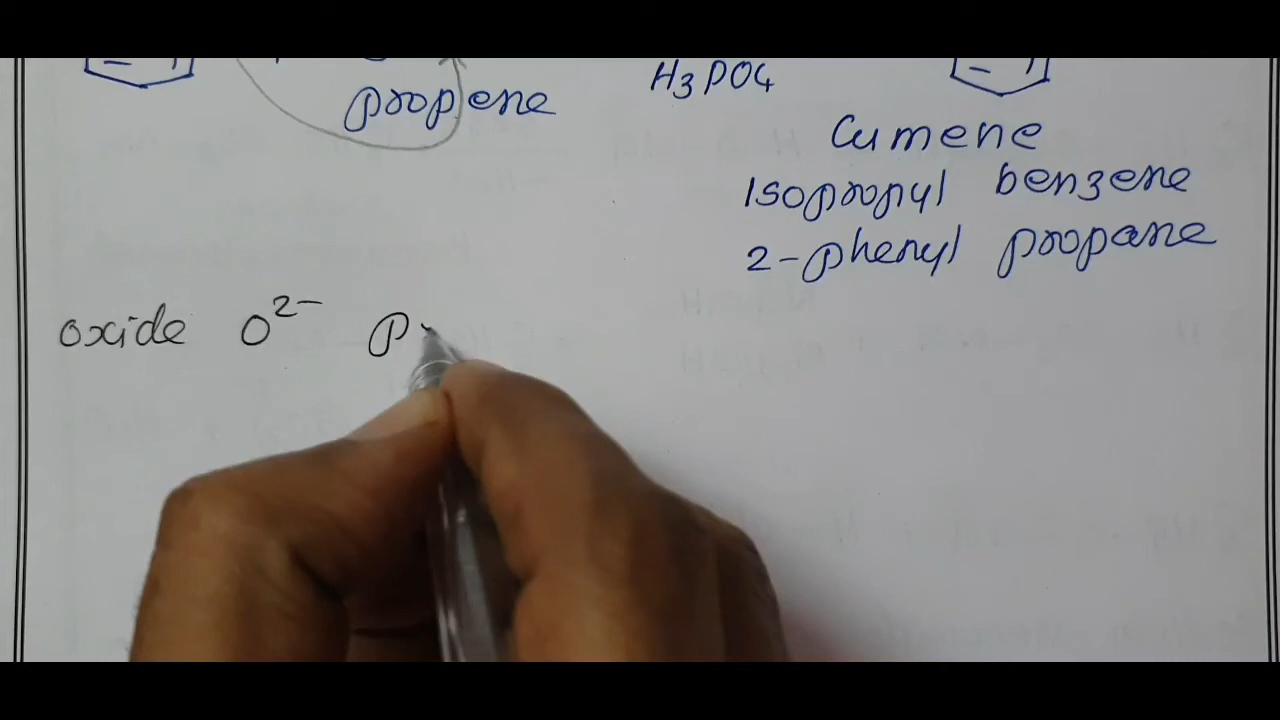 propene
H3PO4
Cumene
Isopropyl benzene
2-phenyl propane
oxide O²⁻ P